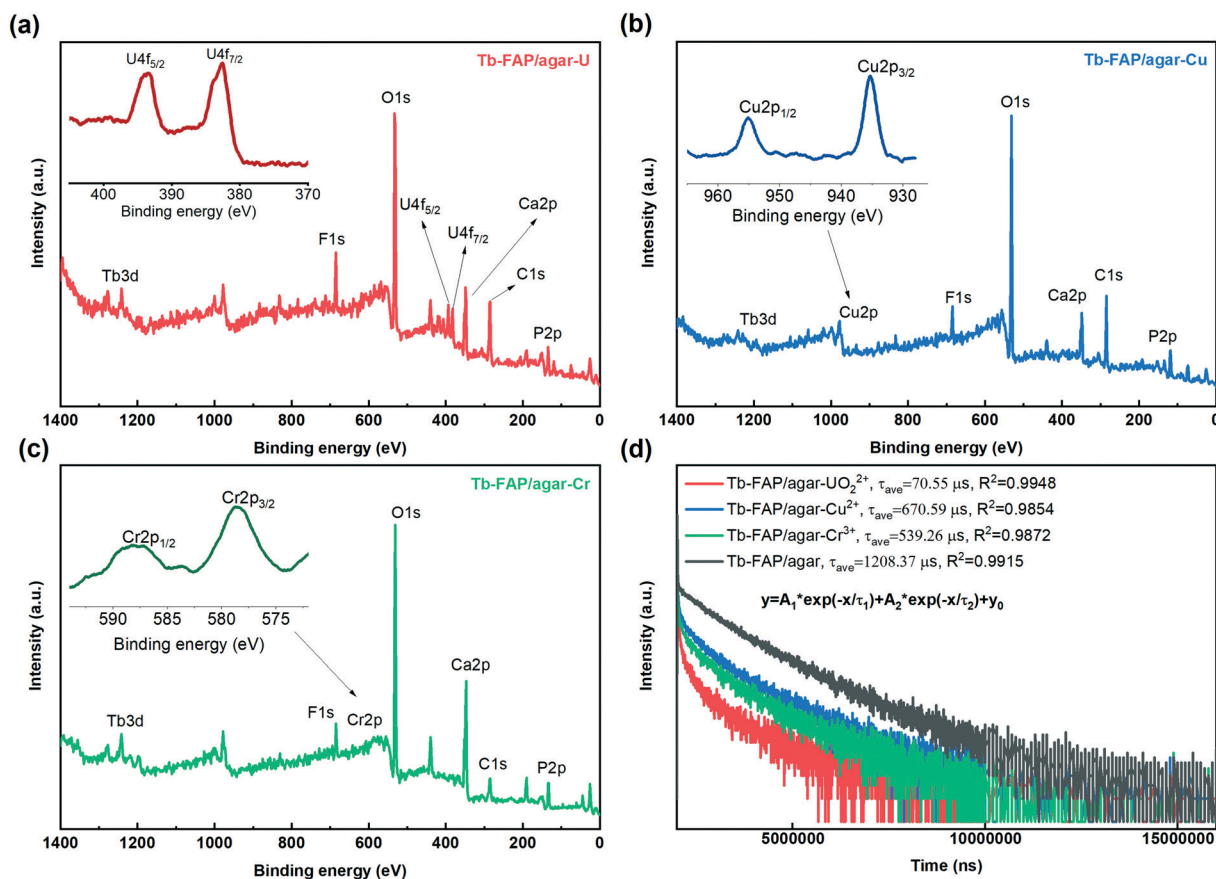 (a)
Tb-FAP/agar-U
U4f5/2
U4f7/2
400 390 380 370
Binding energy (eV)
O1s
U4f5/2
Ca2p
U4f7/2
F1s
C1s
Tb3d
P2p
Intensity (a.u.)
1400 1200 1000 800 600 400 200 0
Binding energy (eV)
(b)
Tb-FAP/agar-Cu
Cu2p3/2
Cu2p1/2
960 950 940 930
Binding energy (eV)
O1s
C1s
F1s
Ca2p
Tb3d
Cu2p
P2p
Intensity (a.u.)
1400 1200 1000 800 600 400 200 0
Binding energy (eV)
(c)
Tb-FAP/agar-Cr
Cr2p3/2
Cr2p1/2
590 585 580 575
Binding energy (eV)
O1s
Ca2p
F1s
Cr2p
Tb3d
C1s
P2p
Intensity (a.u.)
1400 1200 1000 800 600 400 200 0
Binding energy (eV)
(d)
Tb-FAP/agar-UO₂²⁺, τave=70.55 μs, R²=0.9948
Tb-FAP/agar-Cu²⁺, τave=670.59 μs, R²=0.9854
Tb-FAP/agar-Cr³⁺, τave=539.26 μs, R²=0.9872
Tb-FAP/agar, τave=1208.37 μs, R²=0.9915
y=A₁*exp(-x/τ₁)+A₂*exp(-x/τ₂)+y₀
Intensity (a.u.)
5000000 10000000 15000000
Time (ns)